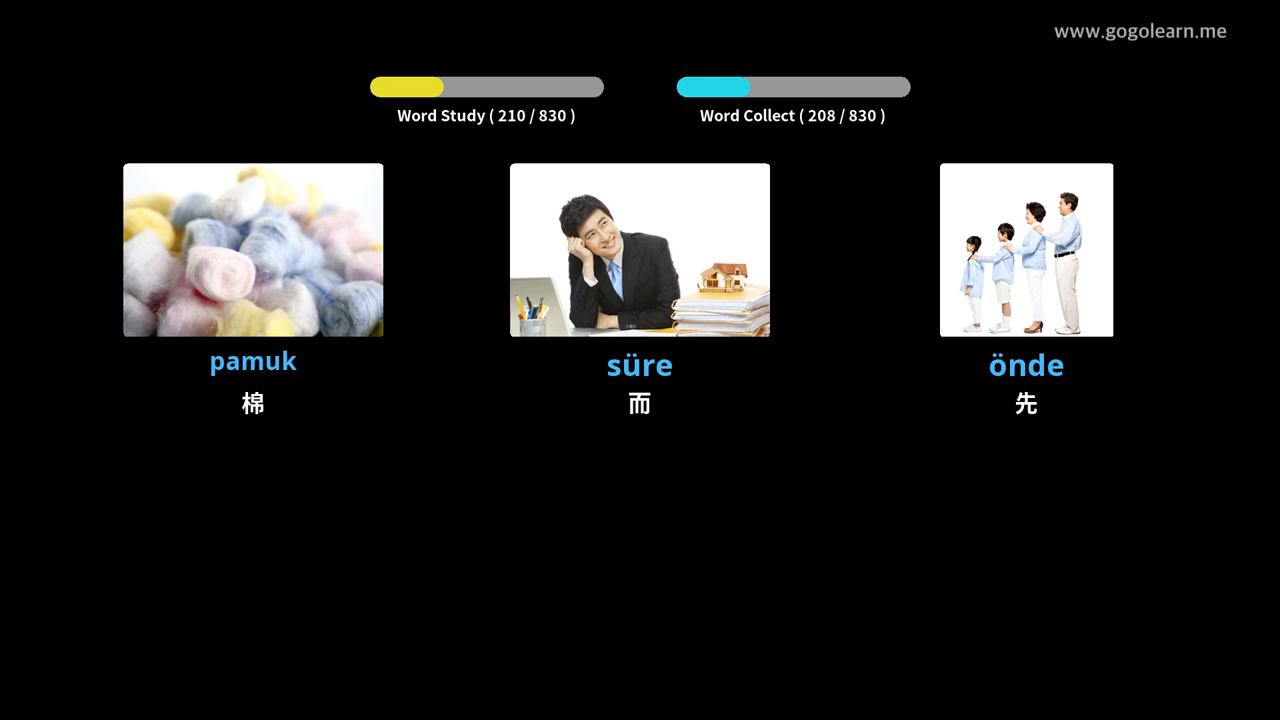 www.gogolearn.me
Word Study ( 210 / 830 )
Word Collect ( 208 / 830 )
pamuk
süre
önde
棉
而
先